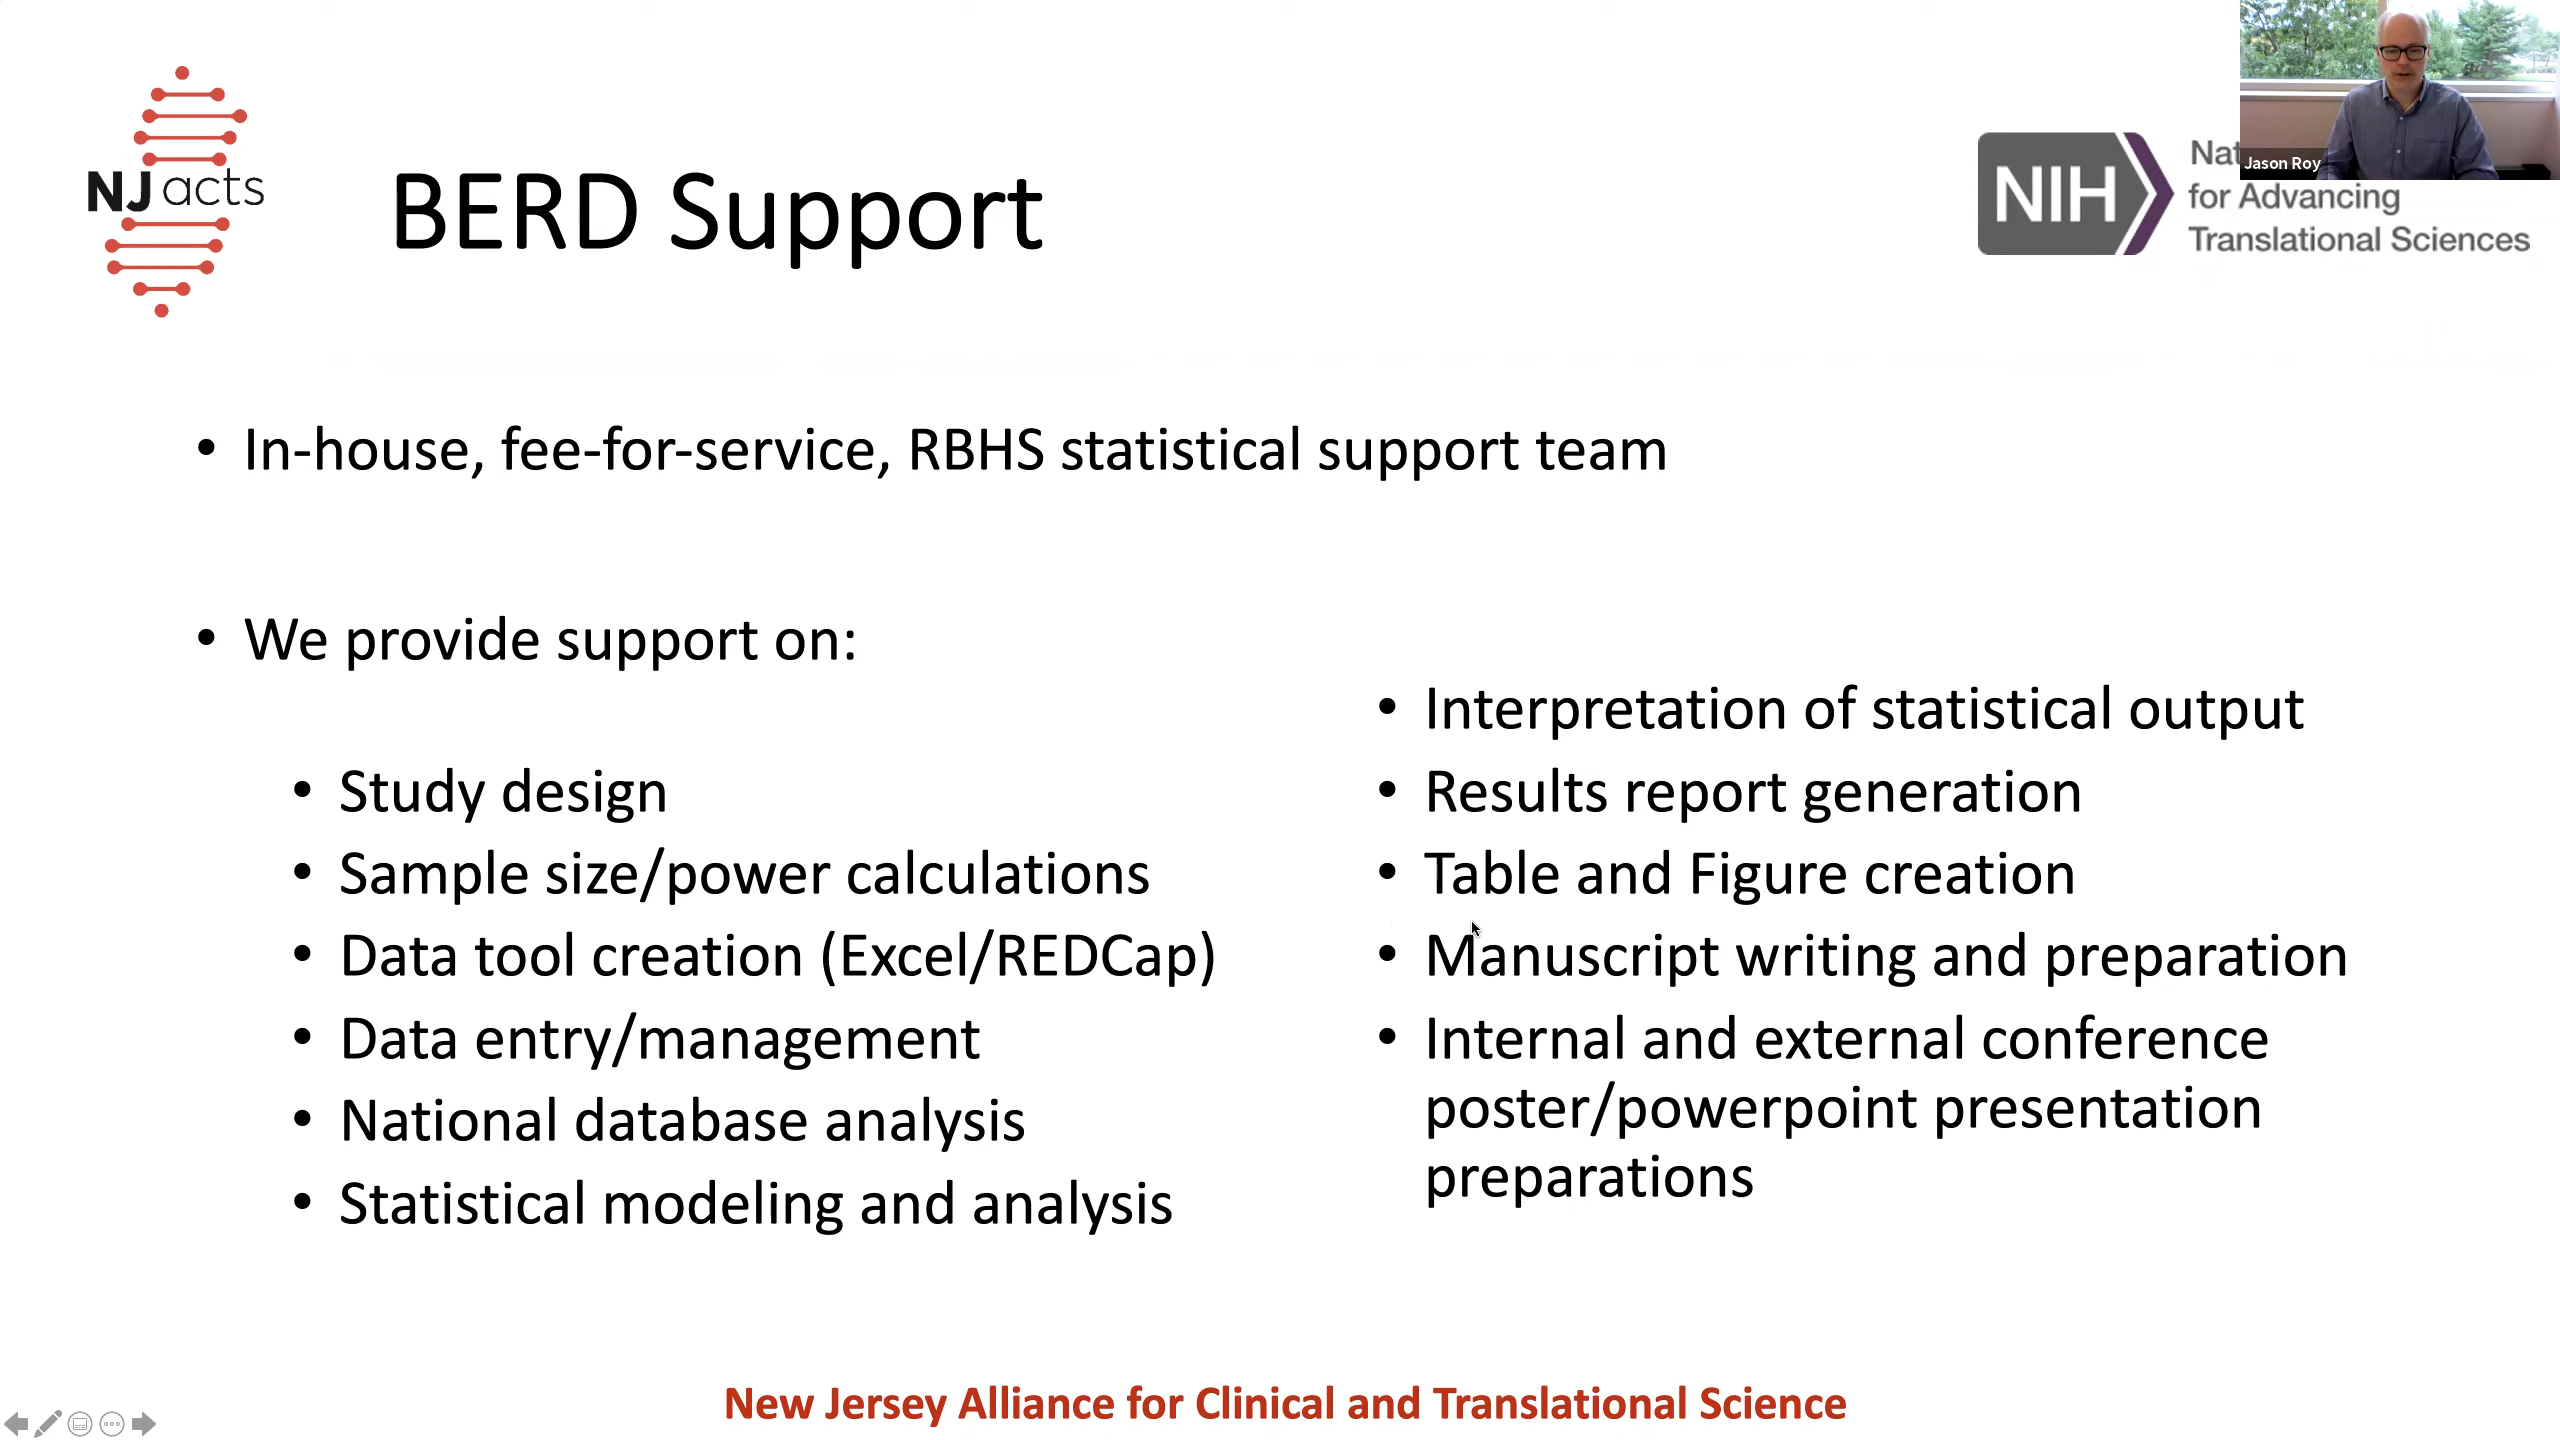 NJ acts
BERD Support
NIH
for Advancing
Translational Sciences
Jason Roy
• In-house, fee-for-service, RBHS statistical support team
• We provide support on:
• Study design
• Sample size/power calculations
• Data tool creation (Excel/REDCap)
• Data entry/management
• National database analysis
• Statistical modeling and analysis
• Interpretation of statistical output
• Results report generation
• Table and Figure creation
• Manuscript writing and preparation
• Internal and external conference
poster/powerpoint presentation
preparations
New Jersey Alliance for Clinical and Translational Science